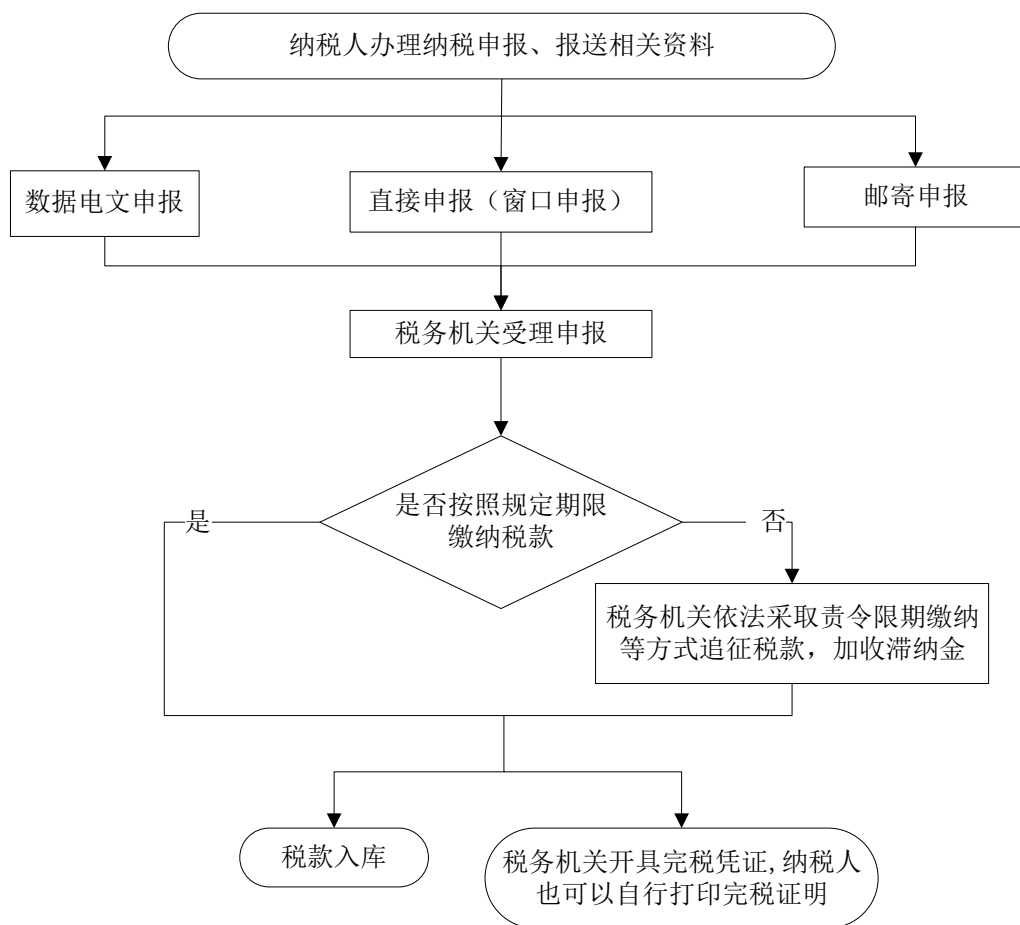 纳税人办理纳税申报、报送相关资料
数据电文申报
直接申报（窗口申报）
邮寄申报
税务机关受理申报
是否按照规定期限
缴纳税款
是
否
税务机关依法采取责令限期缴纳
等方式追征税款，加收滞纳金
税款入库
税务机关开具完税凭证,纳税人
也可以自行打印完税证明